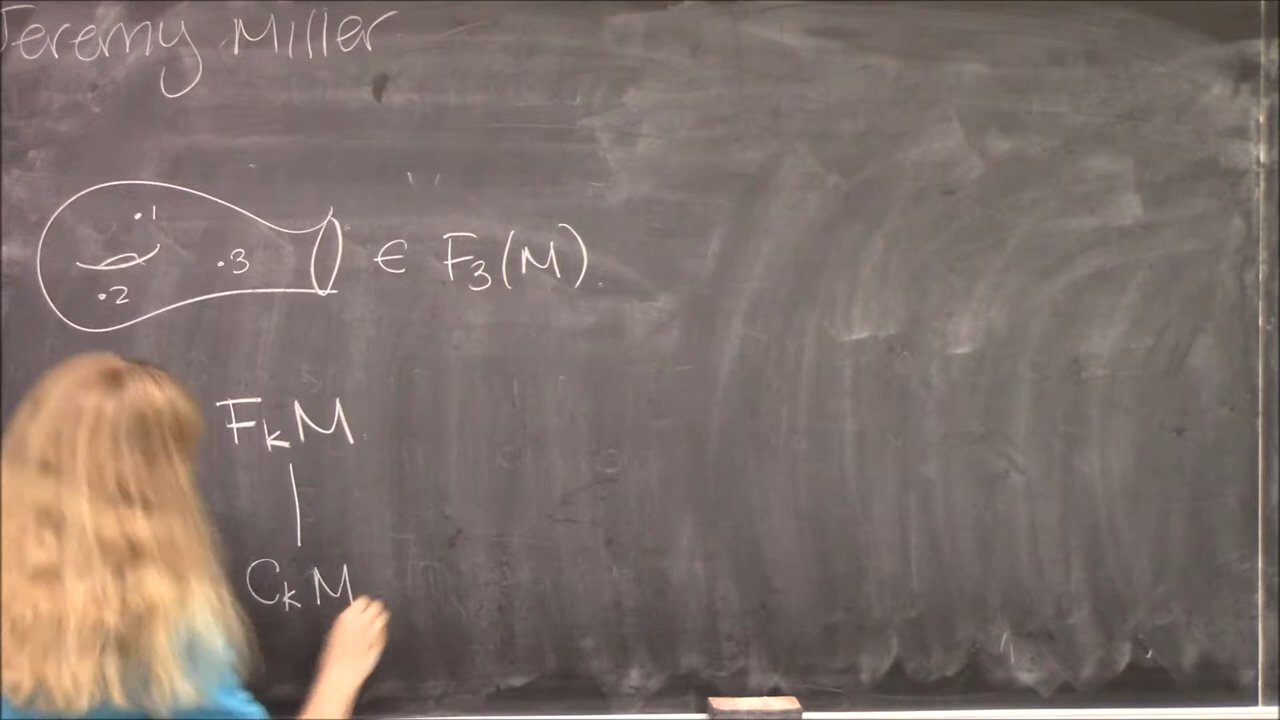 Jeremy Miller
.1
.3 ∈ F₃(M).
.2
FₖM.
CₖM